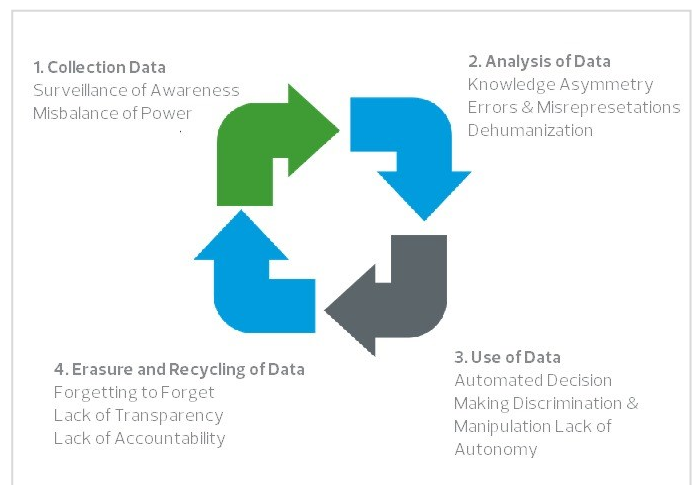 1. Collection Data
Surveillance of Awareness
Misbalance of Power
2. Analysis of Data
Knowledge Asymmetry
Errors & Misrepresetations
Dehumanization
3. Use of Data
Automated Decision
Making Discrimination &
Manipulation Lack of
Autonomy
4. Erasure and Recycling of Data
Forgetting to Forget
Lack of Transparency
Lack of Accountability